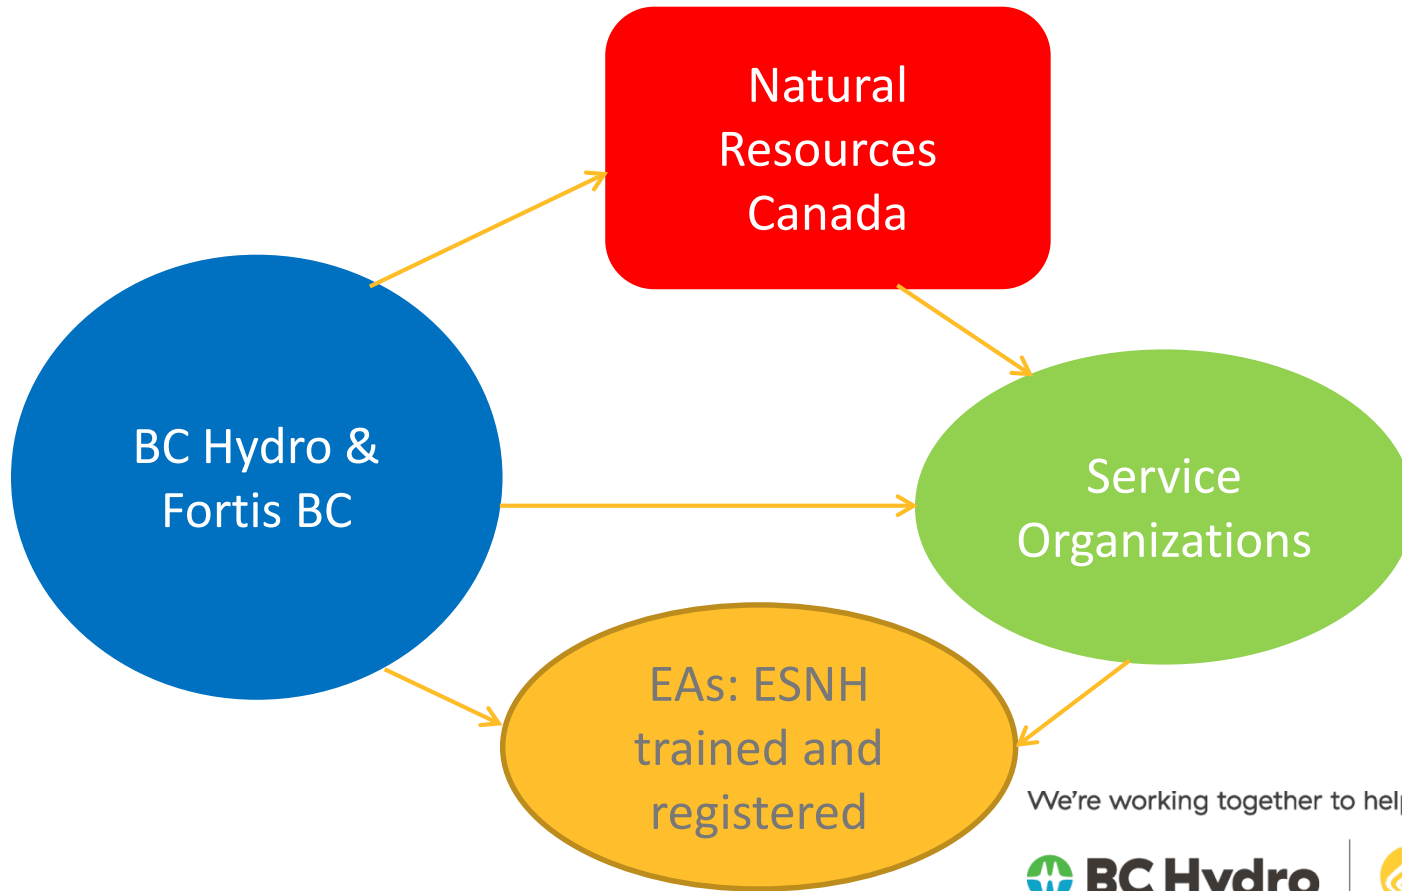 Natural
Resources
Canada
BC Hydro &
Fortis BC
Service
Organizations
EAs: ESNH
trained and
registered
We're working together to help
BC Hydro